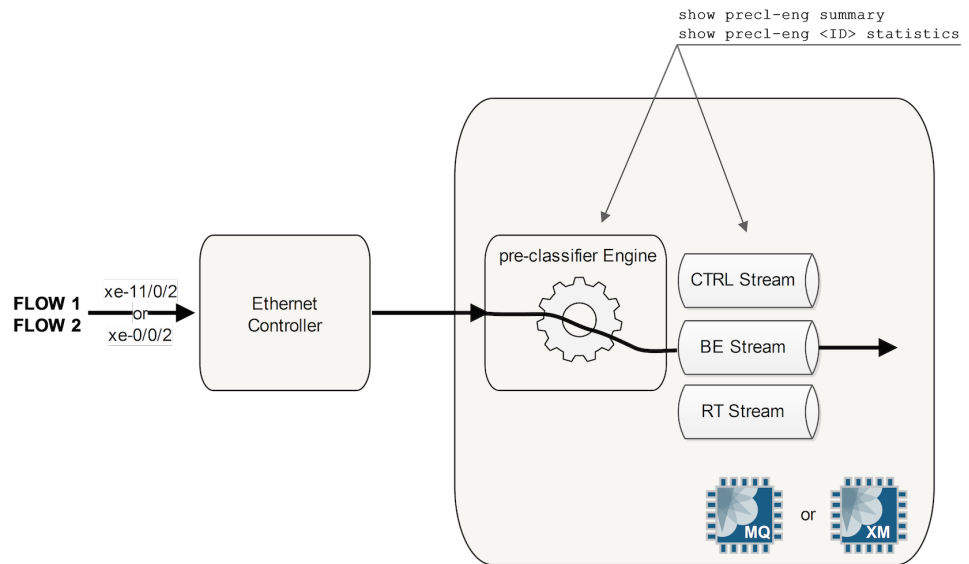 show precl-eng summary
show precl-eng <ID> statistics
pre-classifier Engine
CTRL Stream
FLOW 1
FLOW 2
xe-11/0/2
or
xe-0/0/2
Ethernet
Controller
BE Stream
RT Stream
MQ
or
XM